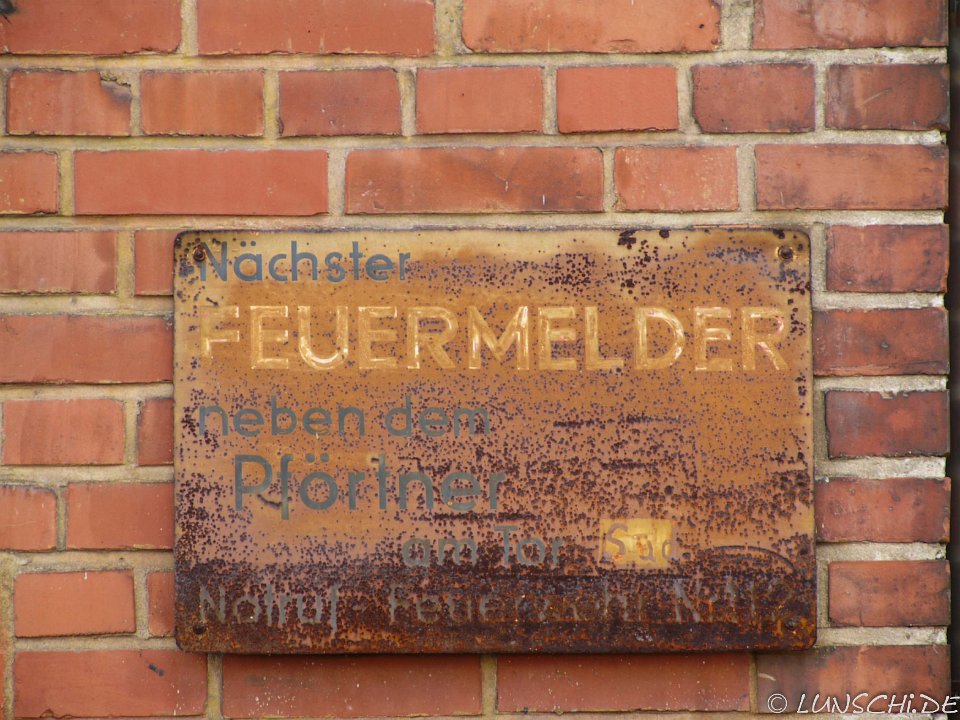 Nächster
FEUERMELDER
neben dem
Pförtner
am Tor Süd
Notruf - Feuerwehr Nr. 112
© LUNSCHI.DE